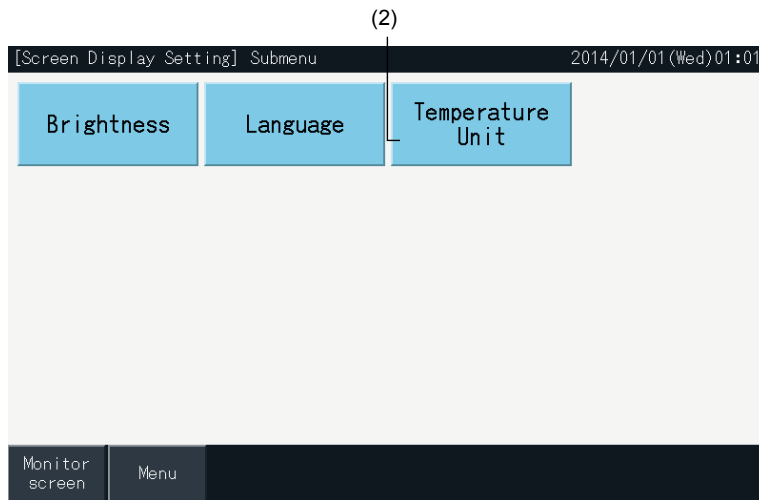 (2)
[Screen Display Setting] Submenu 2014/01/01(Wed)01:01
Brightness
Language
Temperature
Unit
Monitor
screen
Menu